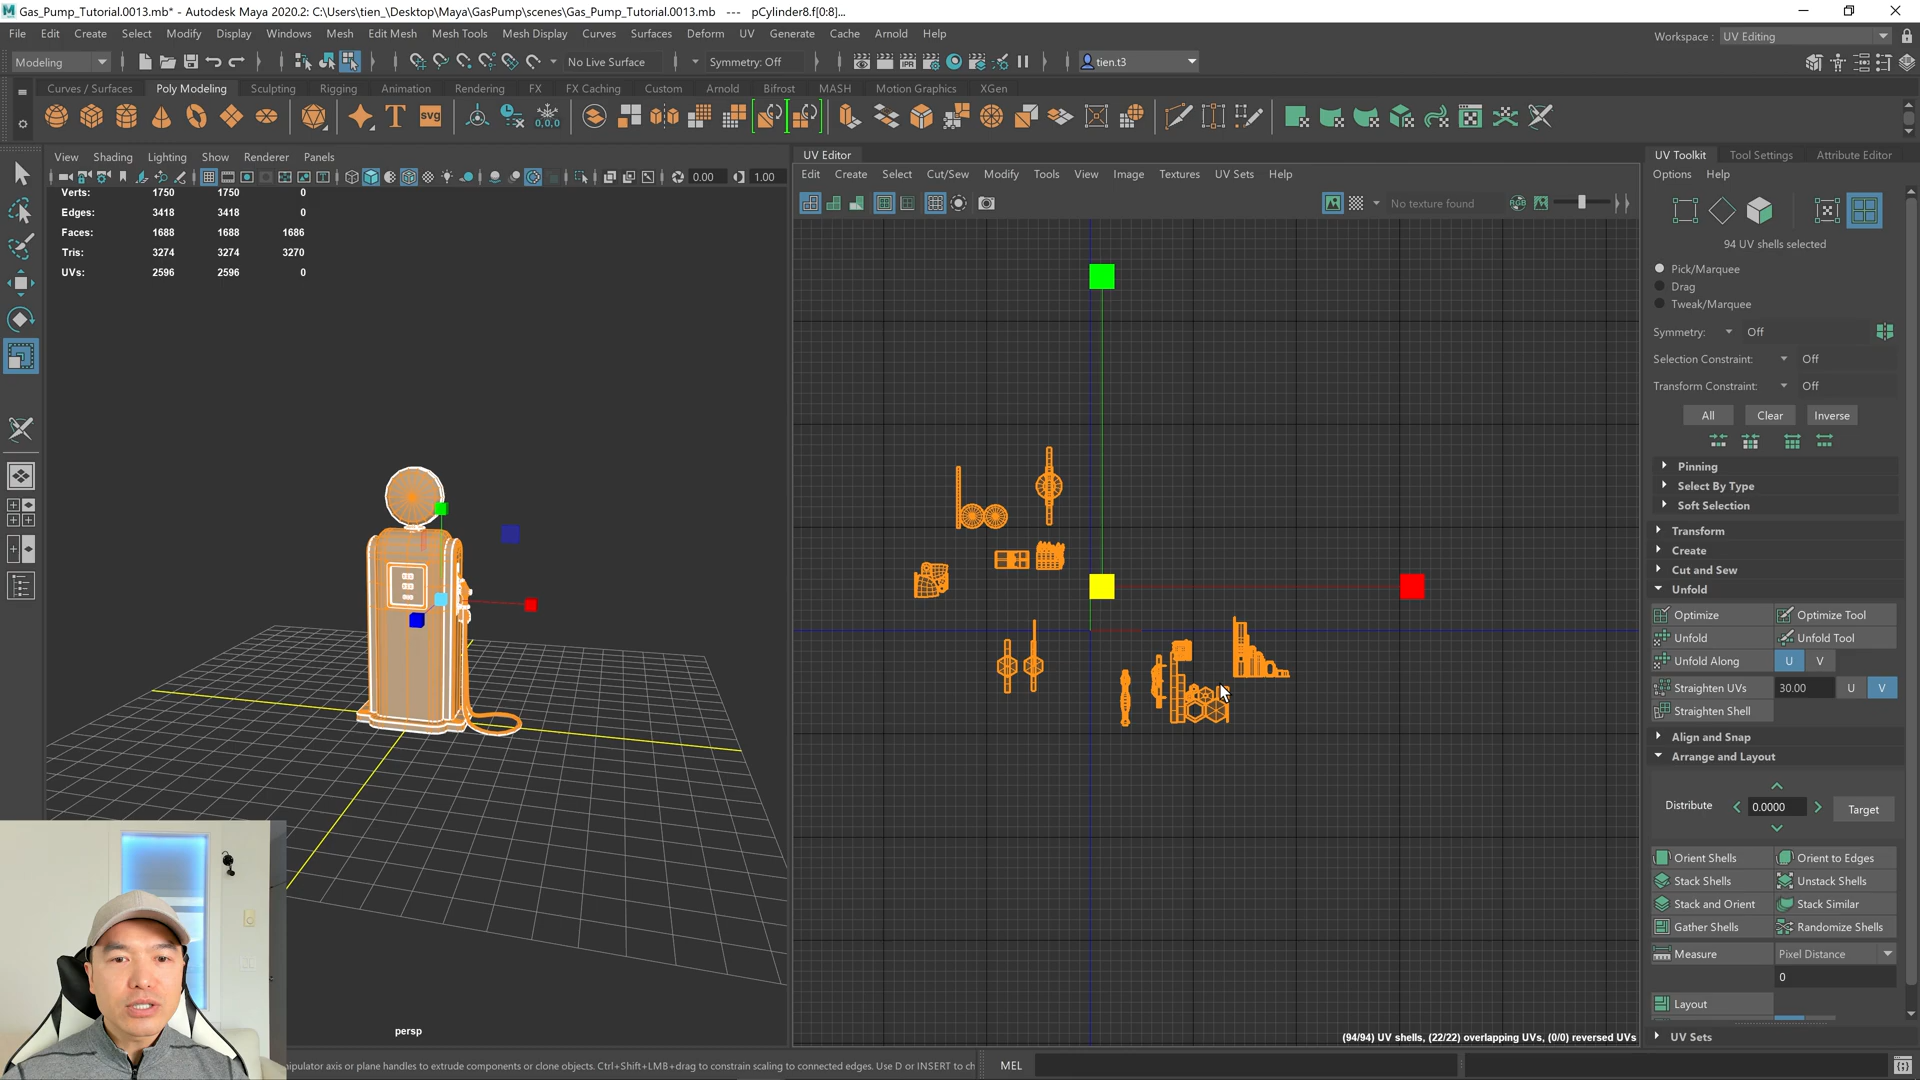 Gas_Pump_Tutorial.0013.mb* - Autodesk Maya 2020.2: C:\Users\tien_\Desktop\Maya\GasPump\scenes\Gas_Pump_Tutorial.0013.mb --- pCylinder8.f[0:8]...
File Edit Create Select Modify Display Windows Mesh Edit Mesh Mesh Tools Mesh Display Curves Surfaces Deform UV Generate Cache Arnold Help
Workspace : UV Editing
Modeling
No Live Surface
Symmetry: Off
tien.t3
Curves / Surfaces Poly Modeling Sculpting Rigging Animation Rendering FX FX Caching Custom Arnold Bifrost MASH Motion Graphics XGen
T svg 0,0,0
View Shading Lighting Show Renderer Panels
0.00 1.00
Verts: 1750 1750 0
Edges: 3418 3418 0
Faces: 1688 1688 1686
Tris: 3274 3274 3270
UVs: 2596 2596 0
persp
UV Editor
Edit Create Select Cut/Sew Modify Tools View Image Textures UV Sets Help
No texture found
(94/94) UV shells, (22/22) overlapping UVs, (0/0) reversed UVs
UV Toolkit Tool Settings Attribute Editor
Options Help
94 UV shells selected
Pick/Marquee
Drag
Tweak/Marquee
Symmetry: Off
Selection Constraint: Off
Transform Constraint: Off
All Clear Inverse
Pinning
Select By Type
Soft Selection
Transform
Create
Cut and Sew
Unfold
Optimize Optimize Tool
Unfold Unfold Tool
Unfold Along U V
Straighten UVs 30.00 U V
Straighten Shell
Align and Snap
Arrange and Layout
Distribute 0.0000 Target
Orient Shells Orient to Edges
Stack Shells Unstack Shells
Stack and Orient Stack Similar
Gather Shells Randomize Shells
Measure Pixel Distance
0
Layout
UV Sets
nipulator axis or plane handles to extrude components or clone objects. Ctrl+Shift+LMB+drag to constrain scaling to connected edges. Use D or INSERT to ch
MEL